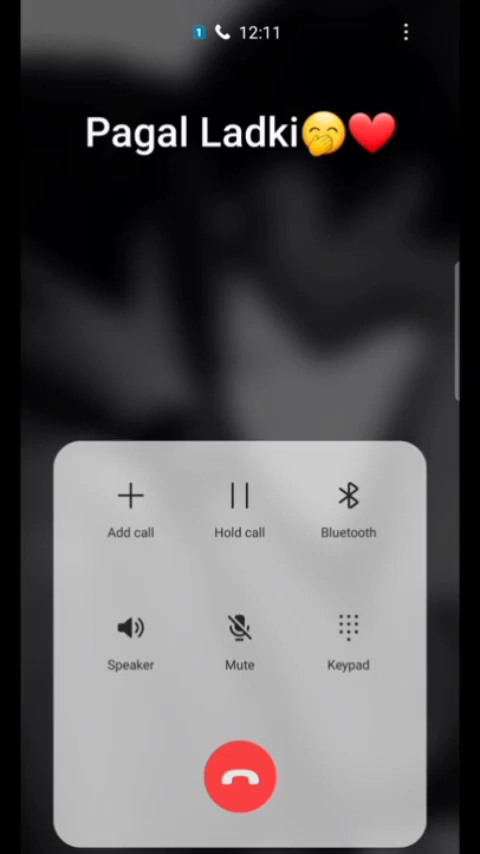 1 12:11
Pagal Ladki🤭❤️
Add call
Hold call
Bluetooth
Speaker
Mute
Keypad